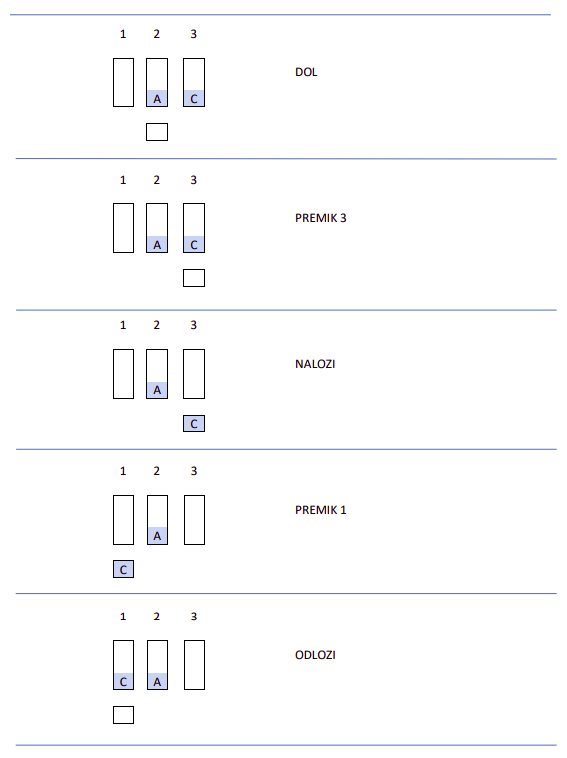 1 2 3
DOL
A C
1 2 3
PREMIK 3
A C
1 2 3
NALOZI
A
C
1 2 3
PREMIK 1
A
C
1 2 3
ODLOZI
C A